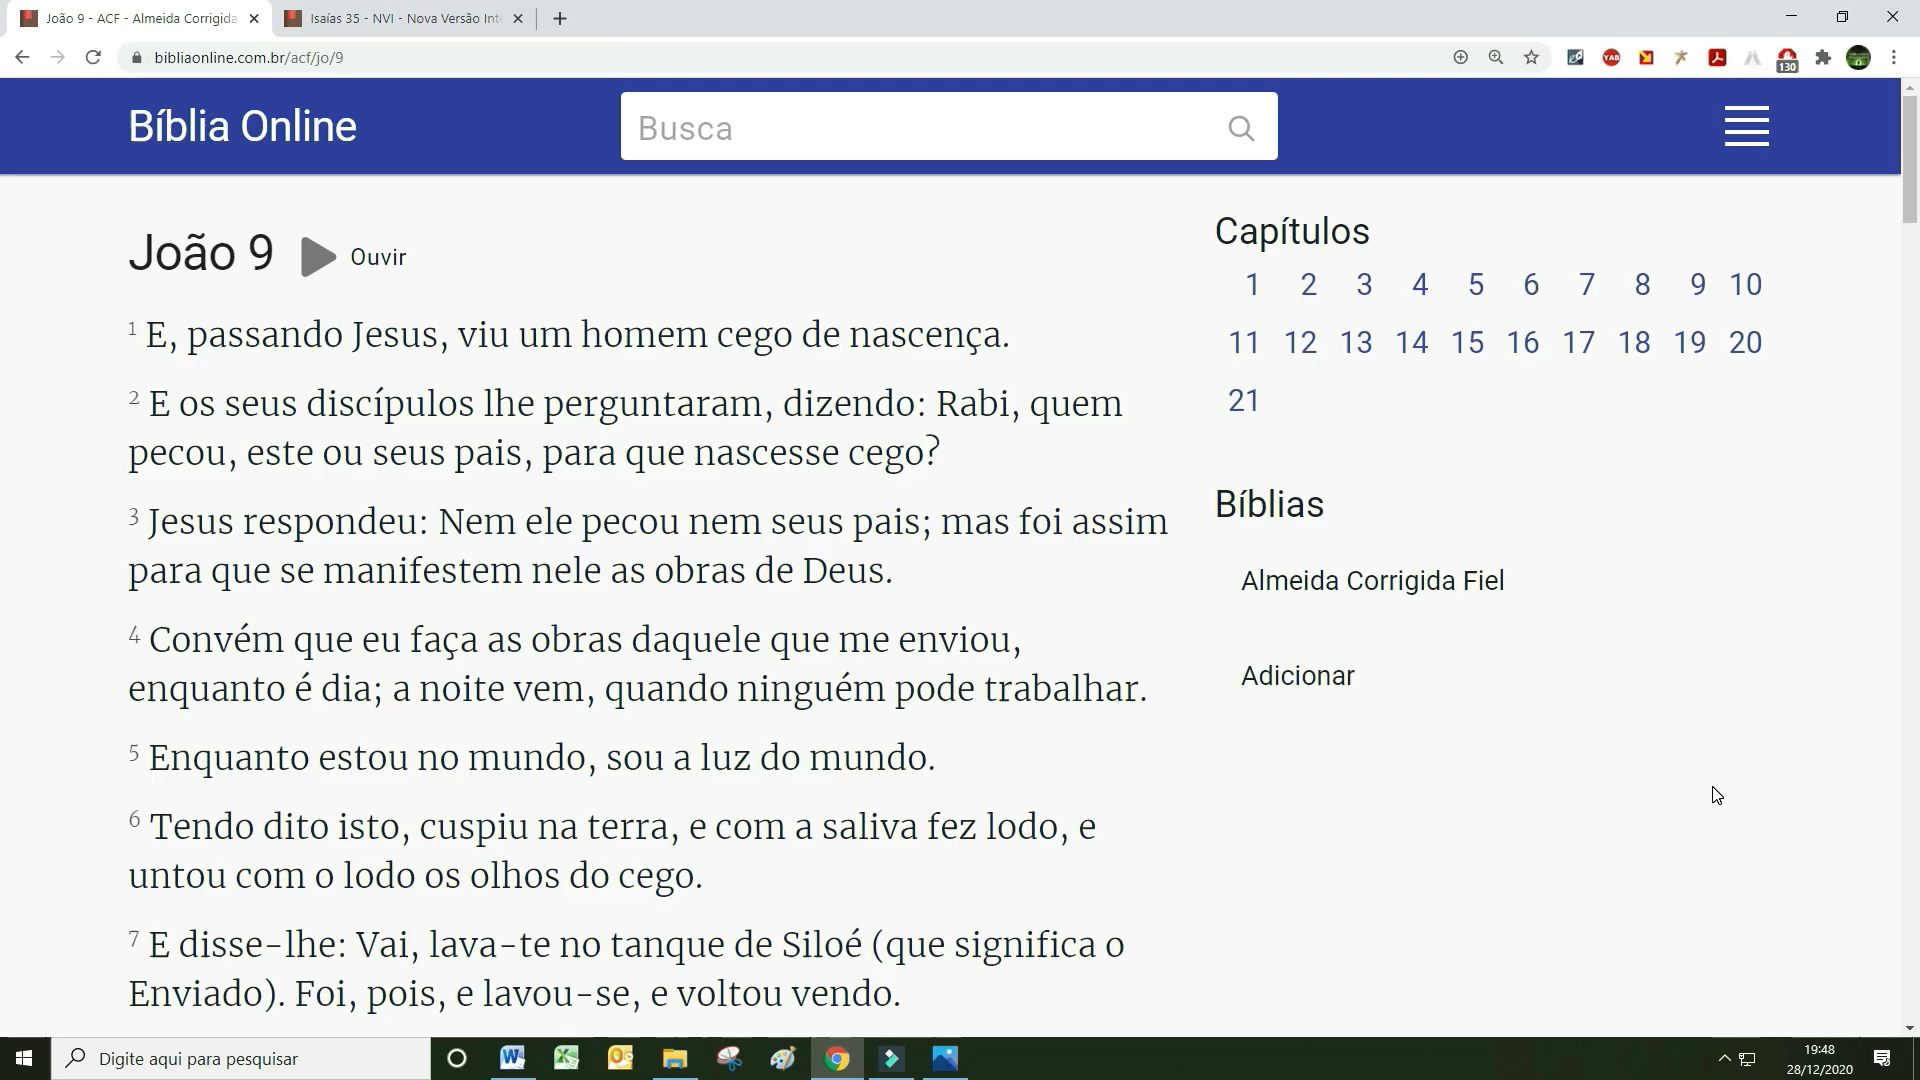 João 9 - ACF - Almeida Corrigida
Isaías 35 - NVI - Nova Versão Int
bibliaonline.com.br/acf/jo/9
YAB
130
Bíblia Online
Busca
João 9
Ouvir
1 E, passando Jesus, viu um homem cego de nascença.
2 E os seus discípulos lhe perguntaram, dizendo: Rabi, quem
pecou, este ou seus pais, para que nascesse cego?
3 Jesus respondeu: Nem ele pecou nem seus pais; mas foi assim
para que se manifestem nele as obras de Deus.
4 Convém que eu faça as obras daquele que me enviou,
enquanto é dia; a noite vem, quando ninguém pode trabalhar.
5 Enquanto estou no mundo, sou a luz do mundo.
6 Tendo dito isto, cuspiu na terra, e com a saliva fez lodo, e
untou com o lodo os olhos do cego.
7 E disse-lhe: Vai, lava-te no tanque de Siloé (que significa o
Enviado). Foi, pois, e lavou-se, e voltou vendo.
Capítulos
1 2 3 4 5 6 7 8 9 10
11 12 13 14 15 16 17 18 19 20
21
Bíblias
Almeida Corrigida Fiel
Adicionar
Digite aqui para pesquisar
19:48
28/12/2020